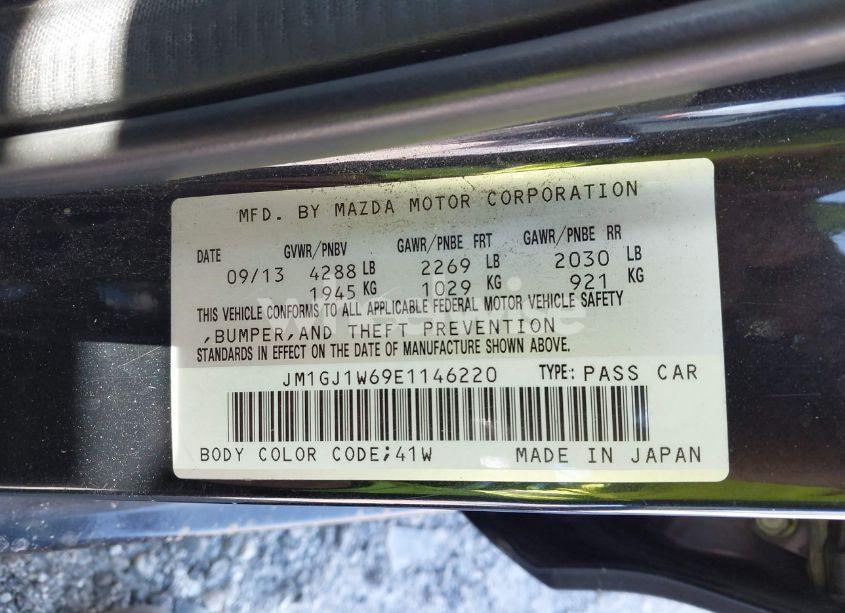 MFD. BY MAZDA MOTOR CORPORATION
DATE GVWR/PNBV GAWR/PNBE FRT GAWR/PNBE RR
09/13 4288 LB 2269 LB 2030 LB
1945 KG 1029 KG 921 KG
THIS VEHICLE CONFORMS TO ALL APPLICABLE FEDERAL MOTOR VEHICLE SAFETY
,BUMPER,AND THEFT PREVENTION
STANDARDS IN EFFECT ON THE DATE OF MANUFACTURE SHOWN ABOVE.
JM1GJ1W69E1146220 TYPE: PASS CAR
BODY COLOR CODE;41W MADE IN JAPAN